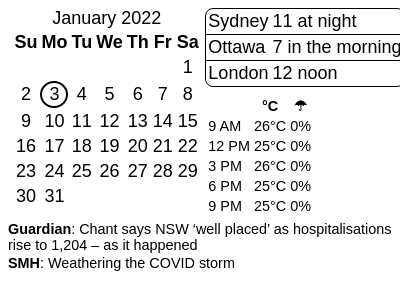 January 2022
Su Mo Tu We Th Fr Sa
1
2 3 4 5 6 7 8
9 10 11 12 13 14 15
16 17 18 19 20 21 22
23 24 25 26 27 28 29
30 31
Sydney 11 at night
Ottawa 7 in the morning
London 12 noon
°C ☂
9 AM 26°C 0%
12 PM 25°C 0%
3 PM 26°C 0%
6 PM 25°C 0%
9 PM 25°C 0%
Guardian: Chant says NSW ‘well placed’ as hospitalisations
rise to 1,204 – as it happened
SMH: Weathering the COVID storm